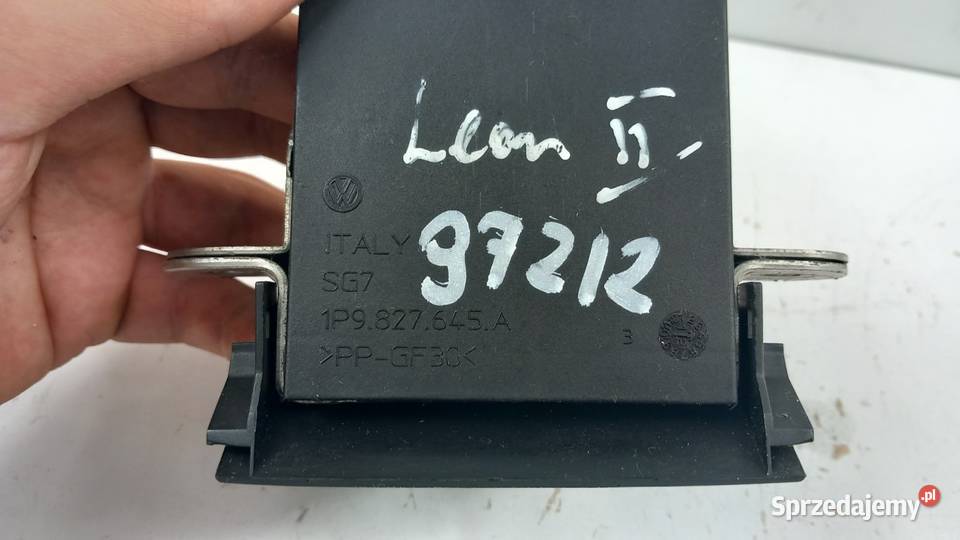 Leon II
97212
ITALY
SG7
1P9.827.645.A
3
>PP-GF30<
Sprzedajemy.pl